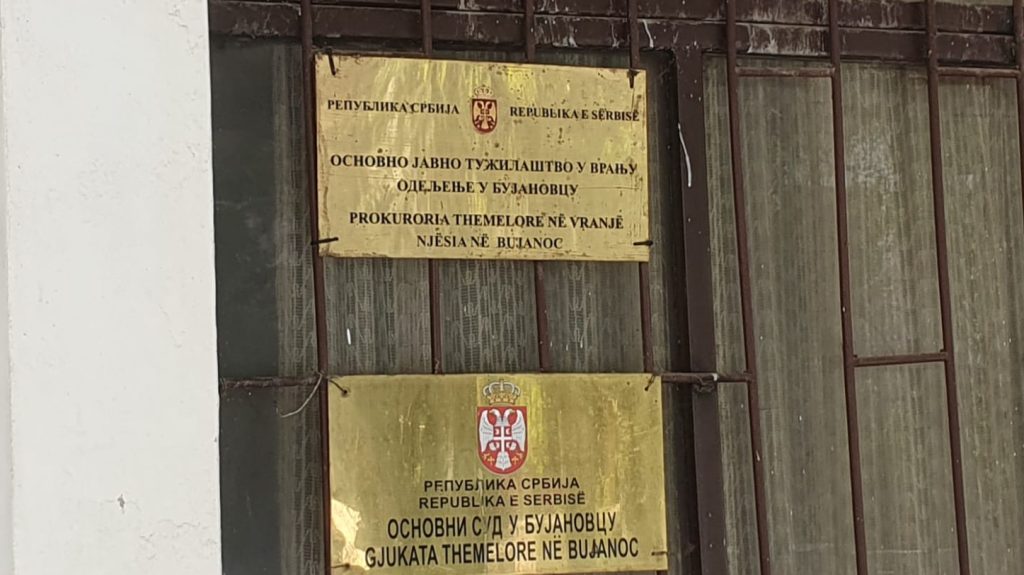 РЕПУБЛИКА СРБИЈА REPUBLIKA E SERBISË
ОСНОВНО ЈАВНО ТУЖИЛАШТВО У ВРАЊУ
ОДЕЉЕЊЕ У БУЈАНОВЦУ
PROKURORIA THEMELORE NË VRANJË
NJËSIA NË BUJANOC
РЕПУБЛИКА СРБИЈА
REPUBLIKA E SERBISË
ОСНОВНИ СУД У БУЈАНОВЦУ
GJUKATA THEMELORE NË BUJANOC